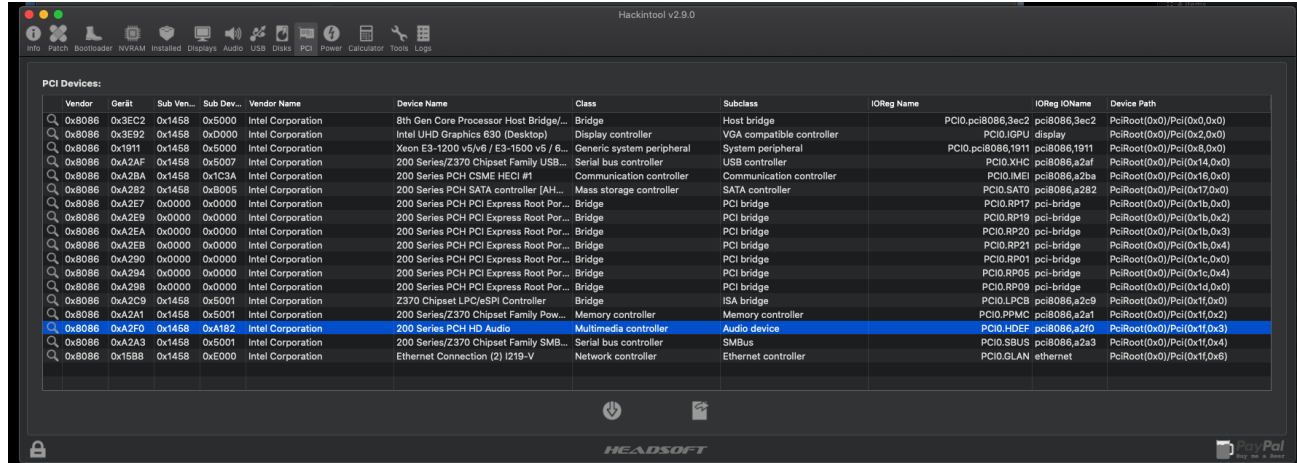 Hackintool v2.9.0
Info Patch Bootloader NVRAM Installed Displays Audio USB Disks PCI Power Calculator Tools Logs
PCI Devices:
Vendor Gerät Sub Ven... Sub Dev... Vendor Name Device Name Class Subclass IOReg Name IOReg IOName Device Path
0x8086 0x3EC2 0x1458 0x5000 Intel Corporation 8th Gen Core Processor Host Bridge/... Bridge Host bridge PCI0.pci8086,3ec2 pci8086,3ec2 PciRoot(0x0)/Pci(0x0,0x0)
0x8086 0x3E92 0x1458 0xD000 Intel Corporation Intel UHD Graphics 630 (Desktop) Display controller VGA compatible controller PCI0.IGPU display PciRoot(0x0)/Pci(0x2,0x0)
0x8086 0x1911 0x1458 0x5000 Intel Corporation Xeon E3-1200 v5/v6 / E3-1500 v5 / 6... Generic system peripheral System peripheral PCI0.pci8086,1911 pci8086,1911 PciRoot(0x0)/Pci(0x8,0x0)
0x8086 0xA2AF 0x1458 0x5007 Intel Corporation 200 Series/Z370 Chipset Family USB... Serial bus controller USB controller PCI0.XHC pci8086,a2af PciRoot(0x0)/Pci(0x14,0x0)
0x8086 0xA2BA 0x1458 0x1C3A Intel Corporation 200 Series PCH CSME HECI #1 Communication controller Communication controller PCI0.IMEI pci8086,a2ba PciRoot(0x0)/Pci(0x16,0x0)
0x8086 0xA282 0x1458 0xB005 Intel Corporation 200 Series PCH SATA controller [AH... Mass storage controller SATA controller PCI0.SAT0 pci8086,a282 PciRoot(0x0)/Pci(0x17,0x0)
0x8086 0xA2E7 0x0000 0x0000 Intel Corporation 200 Series PCH PCI Express Root Por... Bridge PCI bridge PCI0.RP17 pci-bridge PciRoot(0x0)/Pci(0x1b,0x0)
0x8086 0xA2E9 0x0000 0x0000 Intel Corporation 200 Series PCH PCI Express Root Por... Bridge PCI bridge PCI0.RP19 pci-bridge PciRoot(0x0)/Pci(0x1b,0x2)
0x8086 0xA2EA 0x0000 0x0000 Intel Corporation 200 Series PCH PCI Express Root Por... Bridge PCI bridge PCI0.RP20 pci-bridge PciRoot(0x0)/Pci(0x1b,0x3)
0x8086 0xA2EB 0x0000 0x0000 Intel Corporation 200 Series PCH PCI Express Root Por... Bridge PCI bridge PCI0.RP21 pci-bridge PciRoot(0x0)/Pci(0x1b,0x4)
0x8086 0xA290 0x0000 0x0000 Intel Corporation 200 Series PCH PCI Express Root Por... Bridge PCI bridge PCI0.RP01 pci-bridge PciRoot(0x0)/Pci(0x1c,0x0)
0x8086 0xA294 0x0000 0x0000 Intel Corporation 200 Series PCH PCI Express Root Por... Bridge PCI bridge PCI0.RP05 pci-bridge PciRoot(0x0)/Pci(0x1c,0x4)
0x8086 0xA298 0x0000 0x0000 Intel Corporation 200 Series PCH PCI Express Root Por... Bridge PCI bridge PCI0.RP09 pci-bridge PciRoot(0x0)/Pci(0x1d,0x0)
0x8086 0xA2C9 0x1458 0x5001 Intel Corporation Z370 Chipset LPC/eSPI Controller Bridge ISA bridge PCI0.LPCB pci8086,a2c9 PciRoot(0x0)/Pci(0x1f,0x0)
0x8086 0xA2A1 0x1458 0x5001 Intel Corporation 200 Series/Z370 Chipset Family Pow... Memory controller Memory controller PCI0.PPMC pci8086,a2a1 PciRoot(0x0)/Pci(0x1f,0x2)
0x8086 0xA2F0 0x1458 0xA182 Intel Corporation 200 Series PCH HD Audio Multimedia controller Audio device PCI0.HDEF pci8086,a2f0 PciRoot(0x0)/Pci(0x1f,0x3)
0x8086 0xA2A3 0x1458 0x5001 Intel Corporation 200 Series/Z370 Chipset Family SMB... Serial bus controller SMBus PCI0.SBUS pci8086,a2a3 PciRoot(0x0)/Pci(0x1f,0x4)
0x8086 0x15B8 0x1458 0xE000 Intel Corporation Ethernet Connection (2) I219-V Network controller Ethernet controller PCI0.GLAN ethernet PciRoot(0x0)/Pci(0x1f,0x6)
HEADSOFT
PayPal
Buy me a Beer